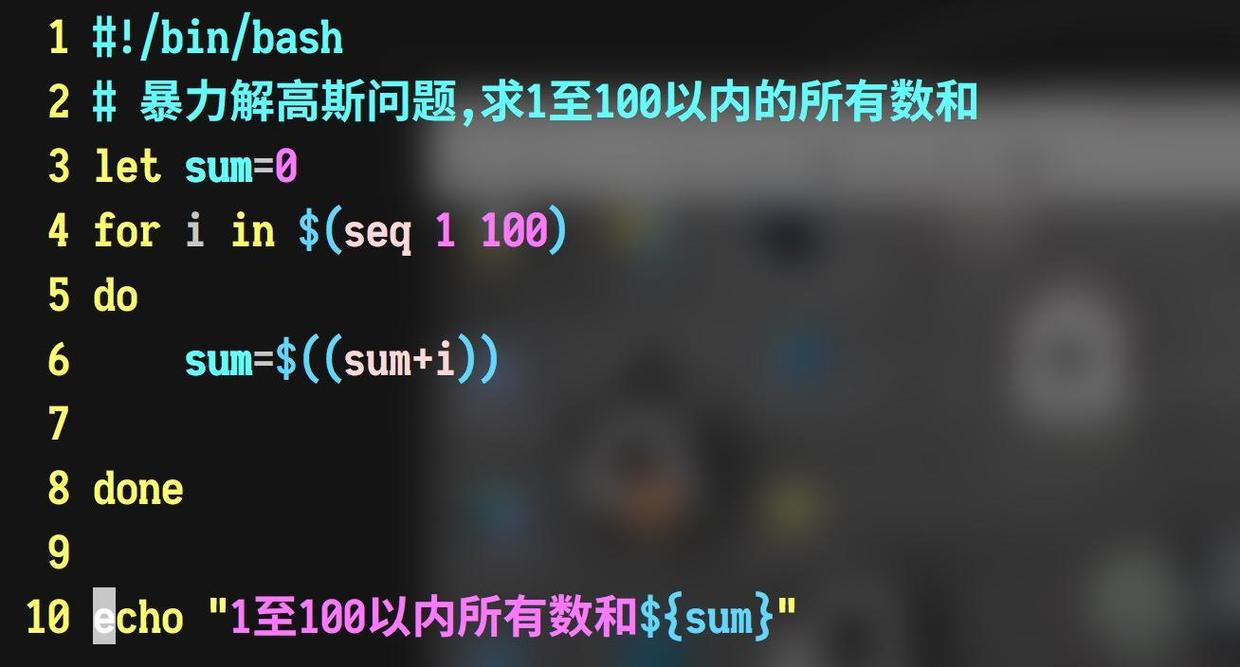 1 #!/bin/bash
2 # 暴力解高斯问题,求1至100以内的所有数和
3 let sum=0
4 for i in $(seq 1 100)
5 do
6     sum=$((sum+i))
7
8 done
9
10 echo "1至100以内所有数和${sum}"